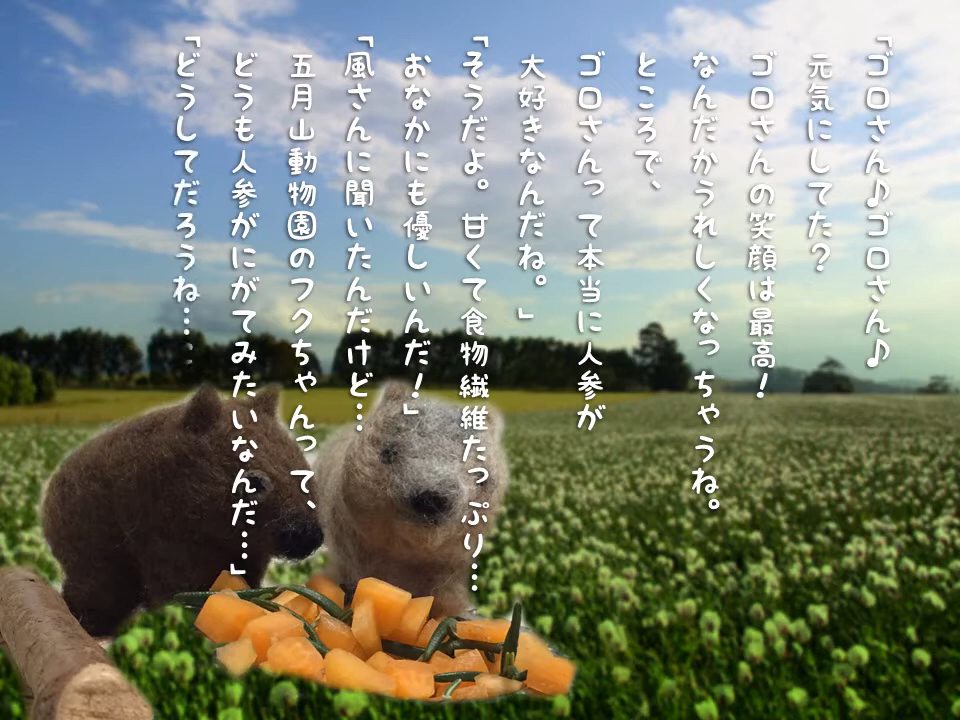 「ゴロさん♪ゴロさん♪
元気にしてた？
ゴロさんの笑顔は最高！
なんだかうれしくなっちゃうね。
ところで、
ゴロさんって本当に人参が
大好きなんだね。」
「そうだよ。甘くて食物繊維たっぷり…
おなかにも優しいんだ！」
「風さんに聞いたんだけど…
五月山動物園のフクちゃんって、
どうも人参がにがてみたいなんだ…」
「どうしてだろうね…